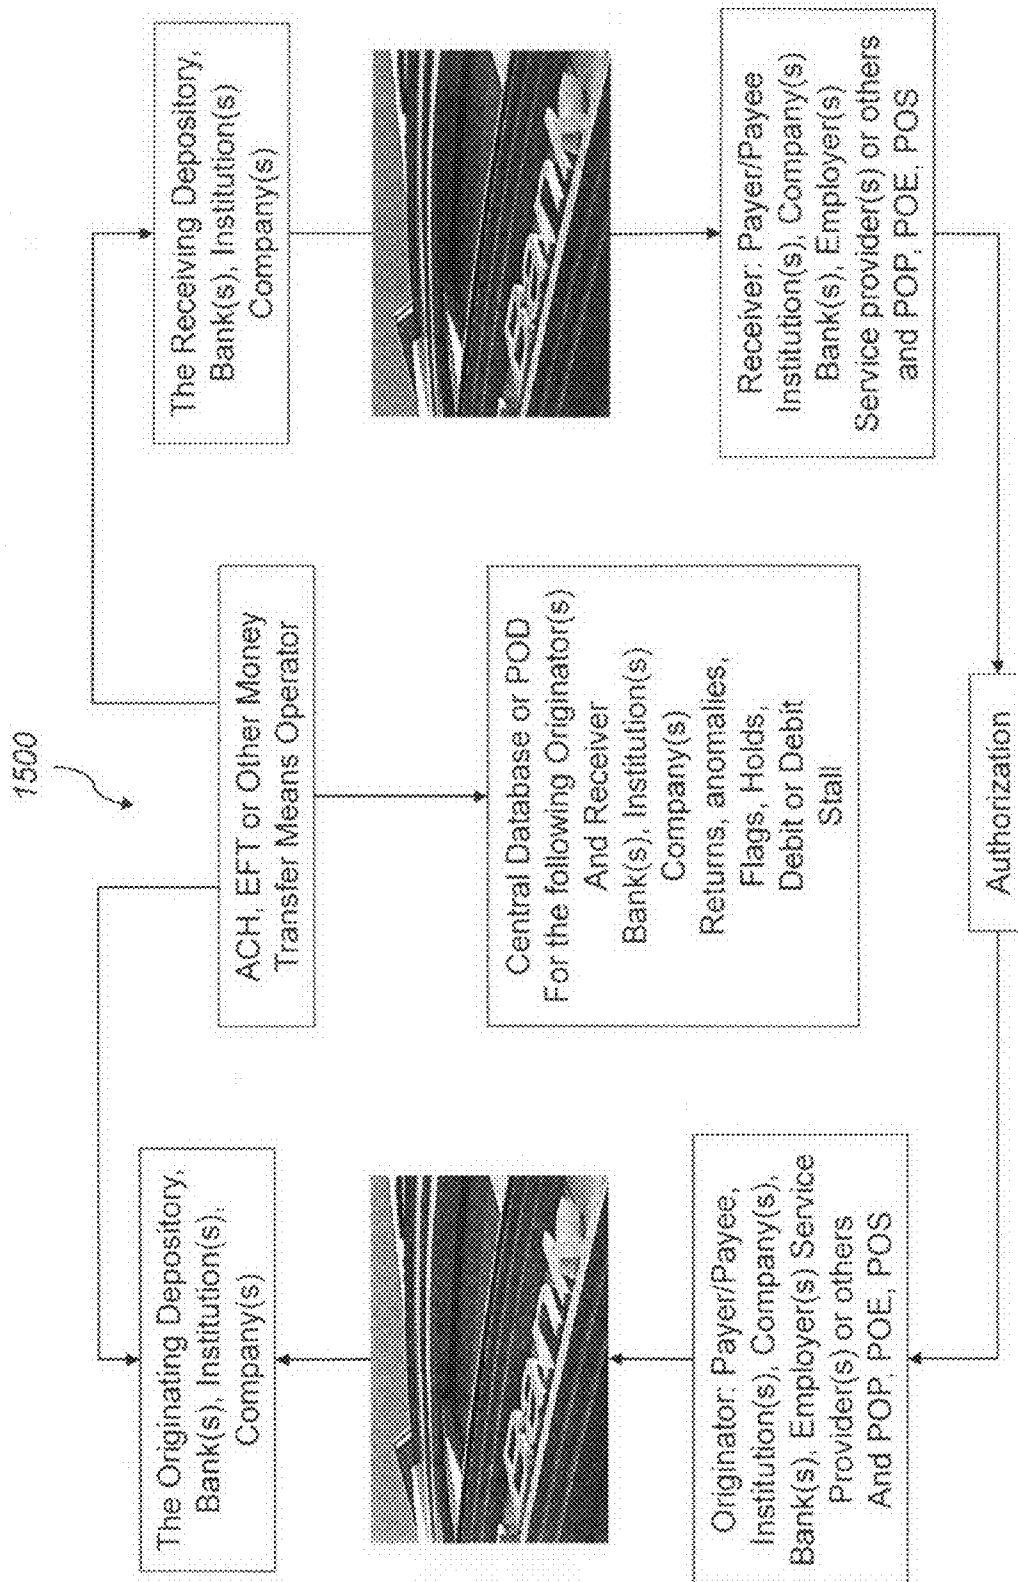 1500
The Originating Depository,
Bank(s), Institution(s),
Company(s)
ACH, EFT or Other Money
Transfer Means Operator
The Receiving Depository,
Bank(s), Institution(s)
Company(s)
Bank
Bank
Central Database or POD
For the following Originator(s)
And Receiver
Bank(s), Institution(s)
Company(s)
Returns, anomalies,
Flags, Holds,
Debit or Debit
Stall
Originator: Payer/Payee,
Institution(s), Company(s),
Bank(s), Employer(s) Service
Provider(s) or others
And POP, POE, POS
Receiver: Payer/Payee
Institution(s), Company(s)
Bank(s), Employer(s)
Service provider(s) or others
and POP, POE, POS
Authorization